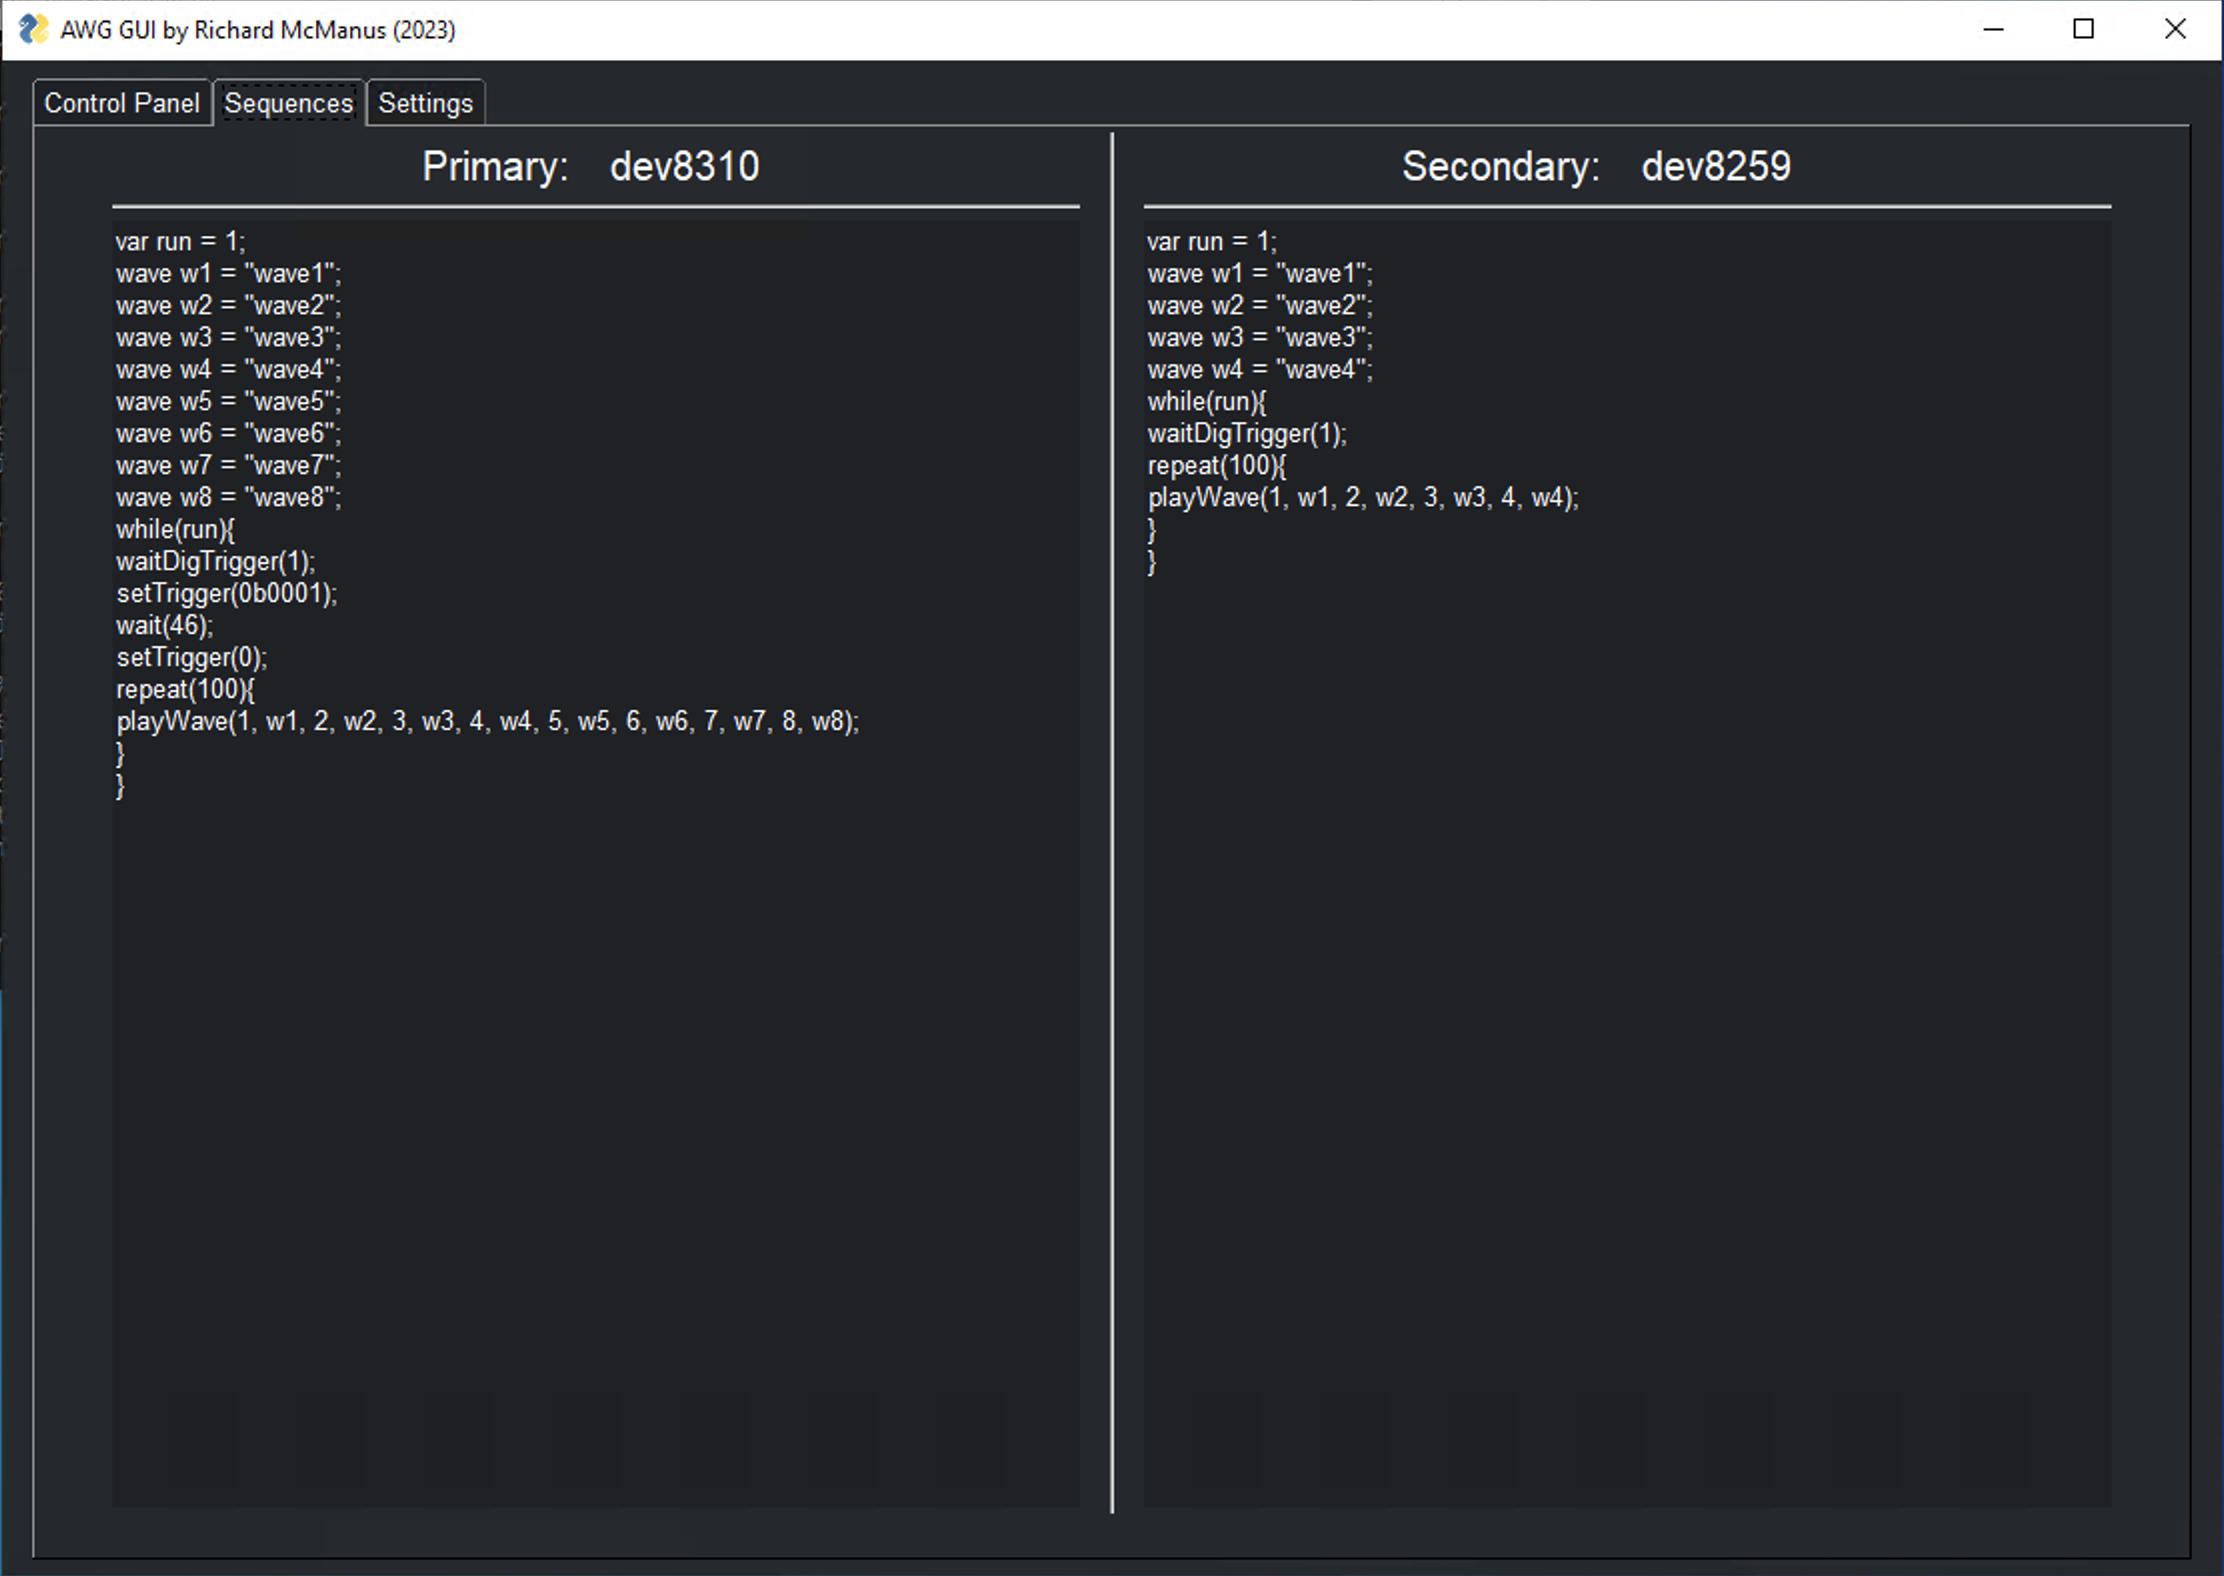 AWG GUI by Richard McManus (2023)
Control Panel Sequences Settings
Primary: dev8310
var run = 1;
wave w1 = "wave1";
wave w2 = "wave2";
wave w3 = "wave3";
wave w4 = "wave4";
wave w5 = "wave5";
wave w6 = "wave6";
wave w7 = "wave7";
wave w8 = "wave8";
while(run){
waitDigTrigger(1);
setTrigger(0b0001);
wait(46);
setTrigger(0);
repeat(100){
playWave(1, w1, 2, w2, 3, w3, 4, w4, 5, w5, 6, w6, 7, w7, 8, w8);
}
}
Secondary: dev8259
var run = 1;
wave w1 = "wave1";
wave w2 = "wave2";
wave w3 = "wave3";
wave w4 = "wave4";
while(run){
waitDigTrigger(1);
repeat(100){
playWave(1, w1, 2, w2, 3, w3, 4, w4);
}
}